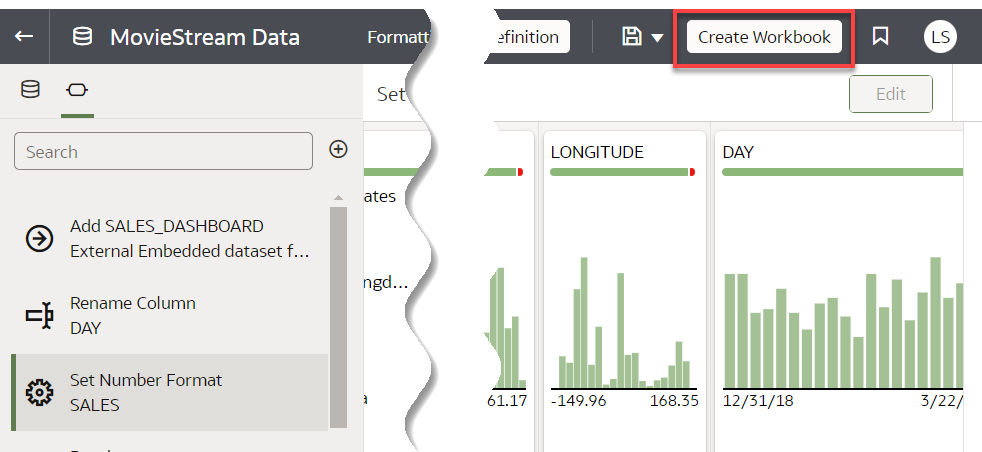 MovieStream Data
Formatti
efinition
Create Workbook
LS
Set
Edit
Search
Add SALES_DASHBOARD
External Embedded dataset f...
Rename Column
DAY
Set Number Format
SALES
ates
ngd...
a
61.17
LONGITUDE
-149.96
168.35
DAY
12/31/18
3/22/